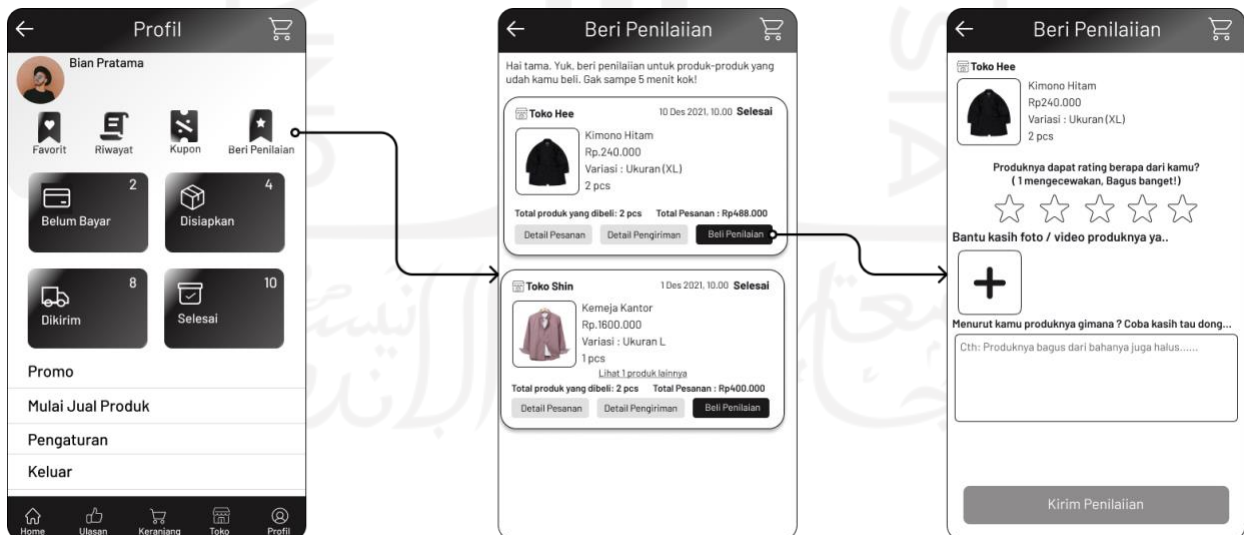 Profil
Bian Pratama
Favorit
Riwayat
Kupon
Beri Penilaian
2
Belum Bayar
4
Disiapkan
8
Dikirim
10
Selesai
Promo
Mulai Jual Produk
Pengaturan
Keluar
Home
Ulasan
Keranjang
Toko
Profil
Beri Penilaiian
Hai tama. Yuk, beri penilaiian untuk produk-produk yang
udah kamu beli. Gak sampe 5 menit kok!
Toko Hee
10 Des 2021, 10.00 Selesai
Kimono Hitam
Rp.240.000
Variasi : Ukuran (XL)
2 pcs
Total produk yang dibeli: 2 pcs Total Pesanan : Rp488.000
Detail Pesanan
Detail Pengiriman
Beli Penilaian
Toko Shin
1 Des 2021, 10.00 Selesai
Kemeja Kantor
Rp.1600.000
Variasi : Ukuran L
1 pcs
Lihat 1 produk lainnya
Total produk yang dibeli: 2 pcs Total Pesanan : Rp400.000
Detail Pesanan
Detail Pengiriman
Beli Penilaian
Beri Penilaiian
Toko Hee
Kimono Hitam
Rp240.000
Variasi : Ukuran (XL)
2 pcs
Produknya dapat rating berapa dari kamu?
( 1 mengecewakan, Bagus banget!)
Bantu kasih foto / video produknya ya..
Menurut kamu produknya gimana ? Coba kasih tau dong...
Cth: Produknya bagus dari bahanya juga halus......
Kirim Penilaiian